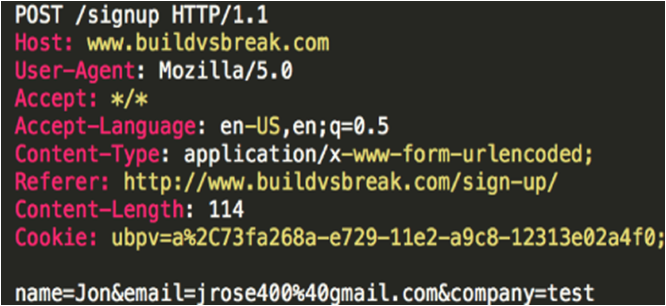 POST /signup HTTP/1.1
Host: www.buildvsbreak.com
User-Agent: Mozilla/5.0
Accept: */*
Accept-Language: en-US,en;q=0.5
Content-Type: application/x-www-form-urlencoded;
Referer: http://www.buildvsbreak.com/sign-up/
Content-Length: 114
Cookie: ubpv=a%2C73fa268a-e729-11e2-a9c8-12313e02a4f0;
name=Jon&email=jrose400%40gmail.com&company=test